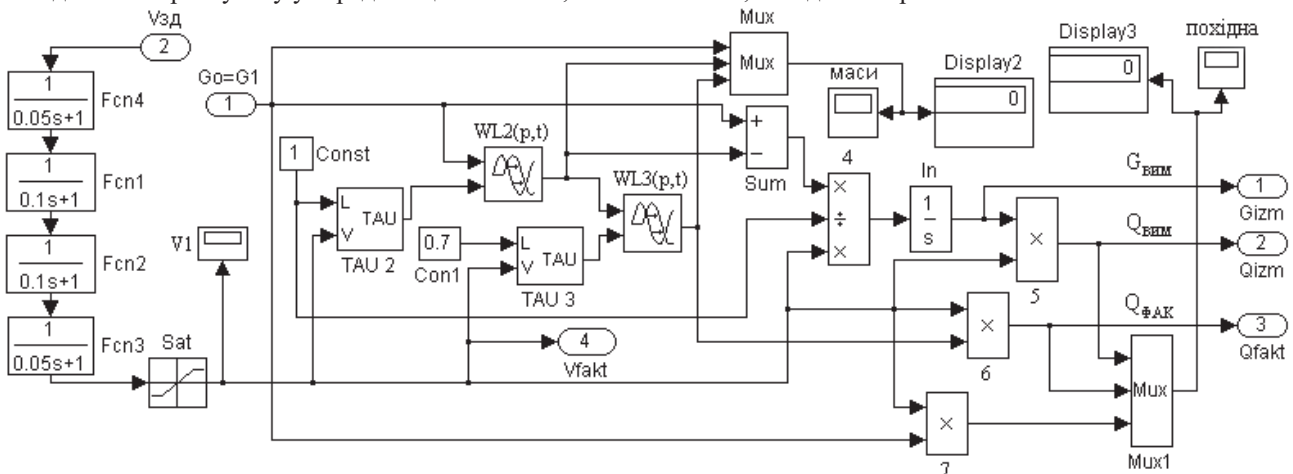 Vзд
2
1
0.05s+1
Fcn4
1
0.1s+1
Fcn1
1
0.1s+1
Fcn2
1
0.05s+1
Fcn3
Sat
V1
Go=G1
1
1
Const
L
V
TAU
TAU 2
WL2(p,t)
0.7
Con1
L
V
TAU
TAU 3
WL3(p,t)
4
Vfakt
Mux
Mux
+
−
Sum
маси
Display2
0
Display3
0
похідна
4
×
÷
×
In
1
s
×
5
×
6
×
7
Gвим
1
Gizm
Qвим
2
Qizm
QФАК
3
Qfakt
Mux
Mux1